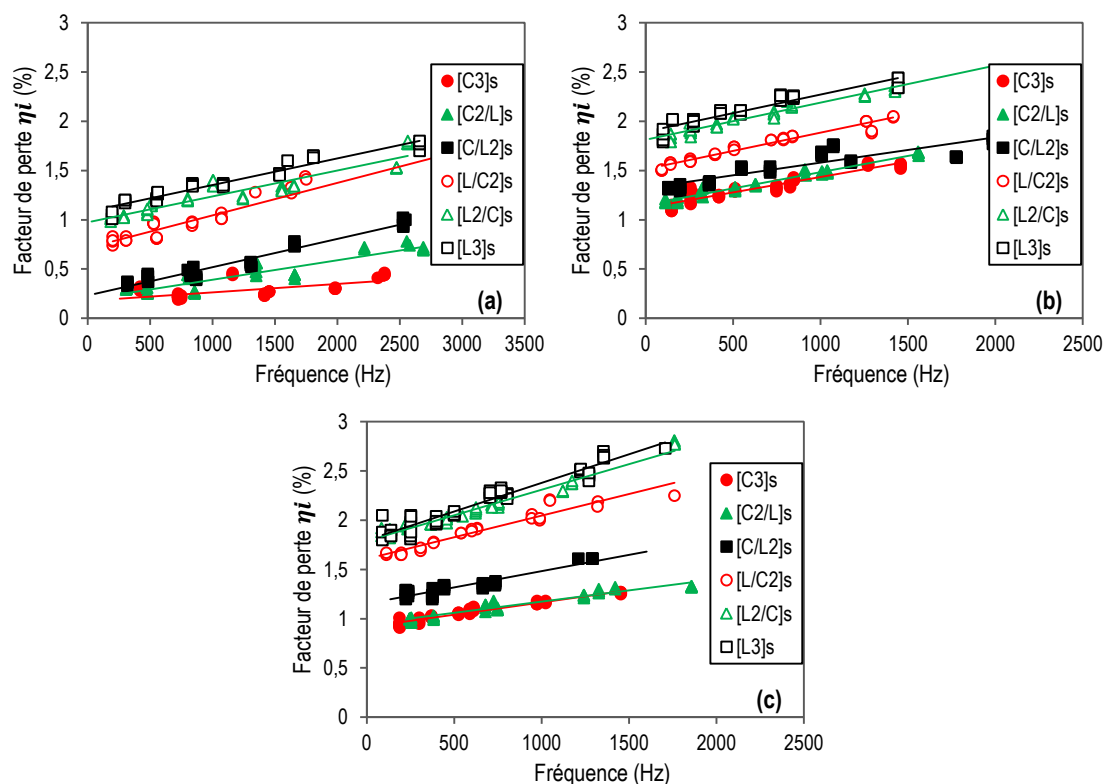 3
2,5
2
1,5
1
0,5
0
Facteur de perte ηi (%)
0 500 1000 1500 2000 2500 3000 3500
Fréquence (Hz)
[C3]s
[C2/L]s
[C/L2]s
[L/C2]s
[L2/C]s
[L3]s
(a)
3
2,5
2
1,5
1
0,5
0
Facteur de perte ηi (%)
0 500 1000 1500 2000 2500
Fréquence (Hz)
[C3]s
[C2/L]s
[C/L2]s
[L/C2]s
[L2/C]s
[L3]s
(b)
3
2,5
2
1,5
1
0,5
0
Facteur de perte ηi (%)
0 500 1000 1500 2000 2500
Fréquence (Hz)
[C3]s
[C2/L]s
[C/L2]s
[L/C2]s
[L2/C]s
[L3]s
(c)